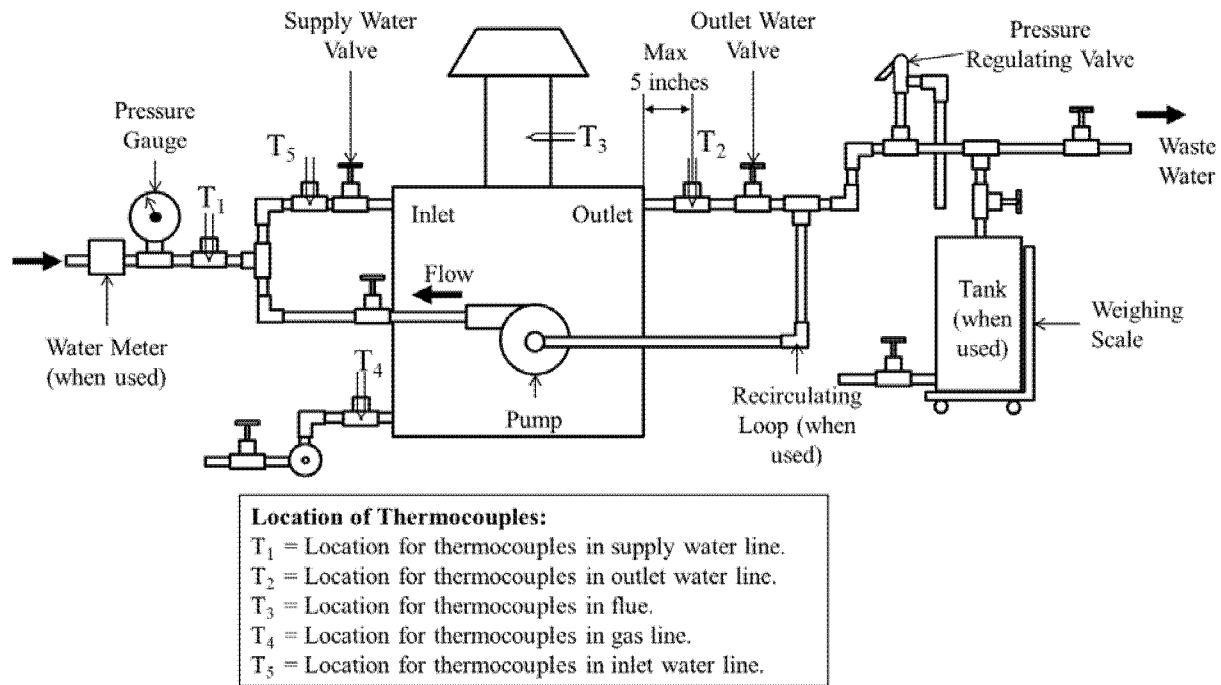 Supply Water
Valve
Outlet Water
Valve
Pressure
Regulating Valve
Max
5 inches
Pressure
Gauge
T5
T3
T2
T1
Waste
Water
Inlet
Outlet
Flow
Tank
(when
used)
Weighing
Scale
Water Meter
(when used)
T4
Pump
Recirculating
Loop (when
used)
Location of Thermocouples:
T1 = Location for thermocouples in supply water line.
T2 = Location for thermocouples in outlet water line.
T3 = Location for thermocouples in flue.
T4 = Location for thermocouples in gas line.
T5 = Location for thermocouples in inlet water line.